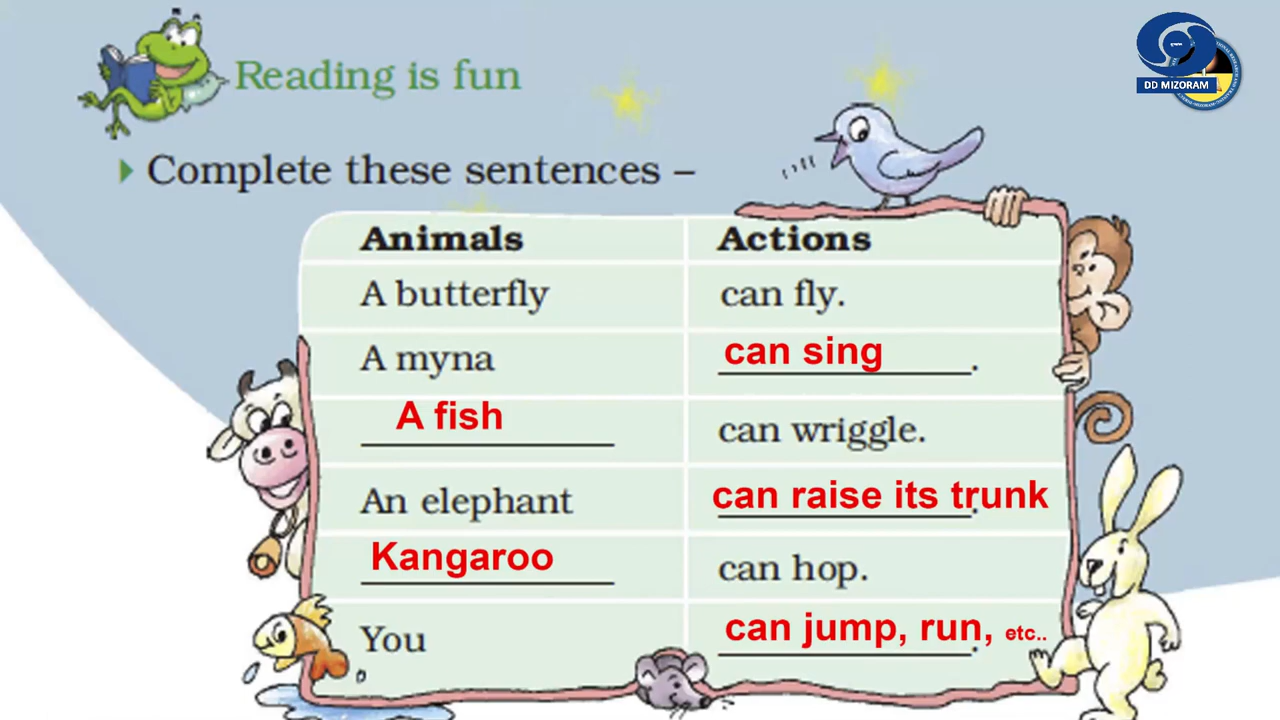 Reading is fun
DD MIZORAM
Complete these sentences –
Animals Actions
A butterfly can fly.
A myna can sing.
A fish can wriggle.
An elephant can raise its trunk.
Kangaroo can hop.
You can jump, run, etc...